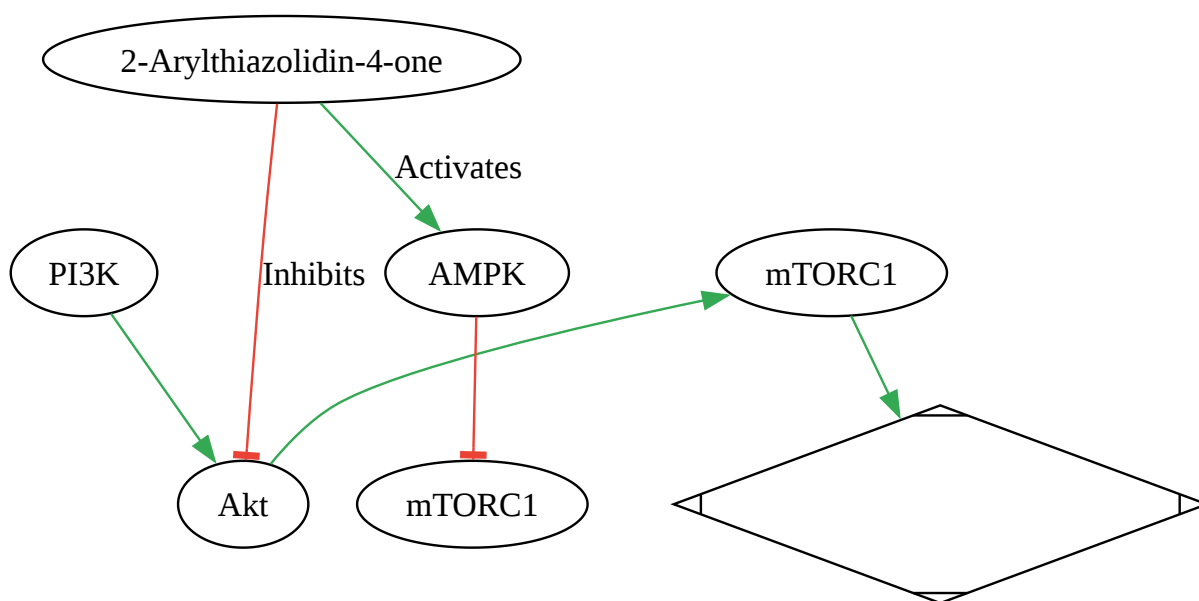 2-Arylthiazolidin-4-one
Activates
PI3K
Inhibits
AMPK
mTORC1
Akt
mTORC1